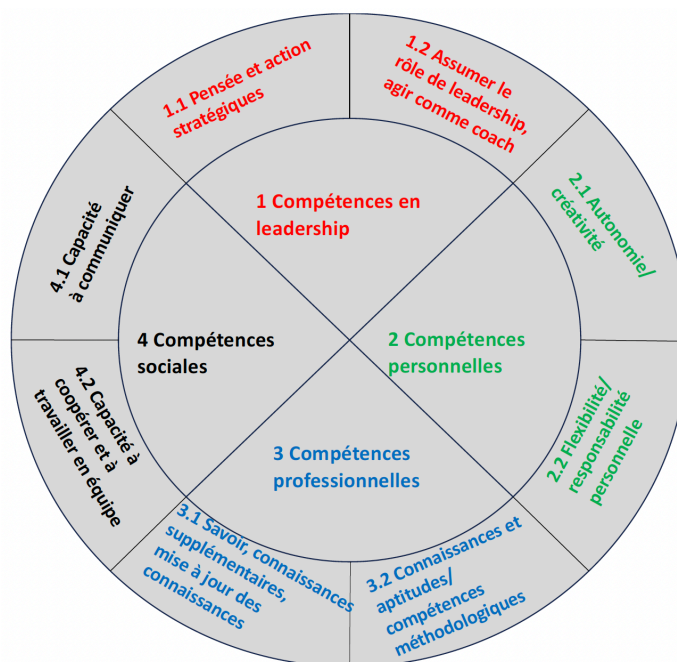 1.1 Pensée et action
stratégiques
1.2 Assumer le
rôle de leadership,
agir comme coach
2.1 Autonomie/
créativité
2.2 Flexibilité/
responsabilité
personnelle
3.2 Connaissances et
aptitudes/
compétences
méthodologiques
3.1 Savoir, connaissances
supplémentaires,
mise à jour des
connaissances
4.2 Capacité à
coopérer et à
travailler en équipe
4.1 Capacité
à communiquer
1 Compétences en
leadership
2 Compétences
personnelles
3 Compétences
professionnelles
4 Compétences
sociales